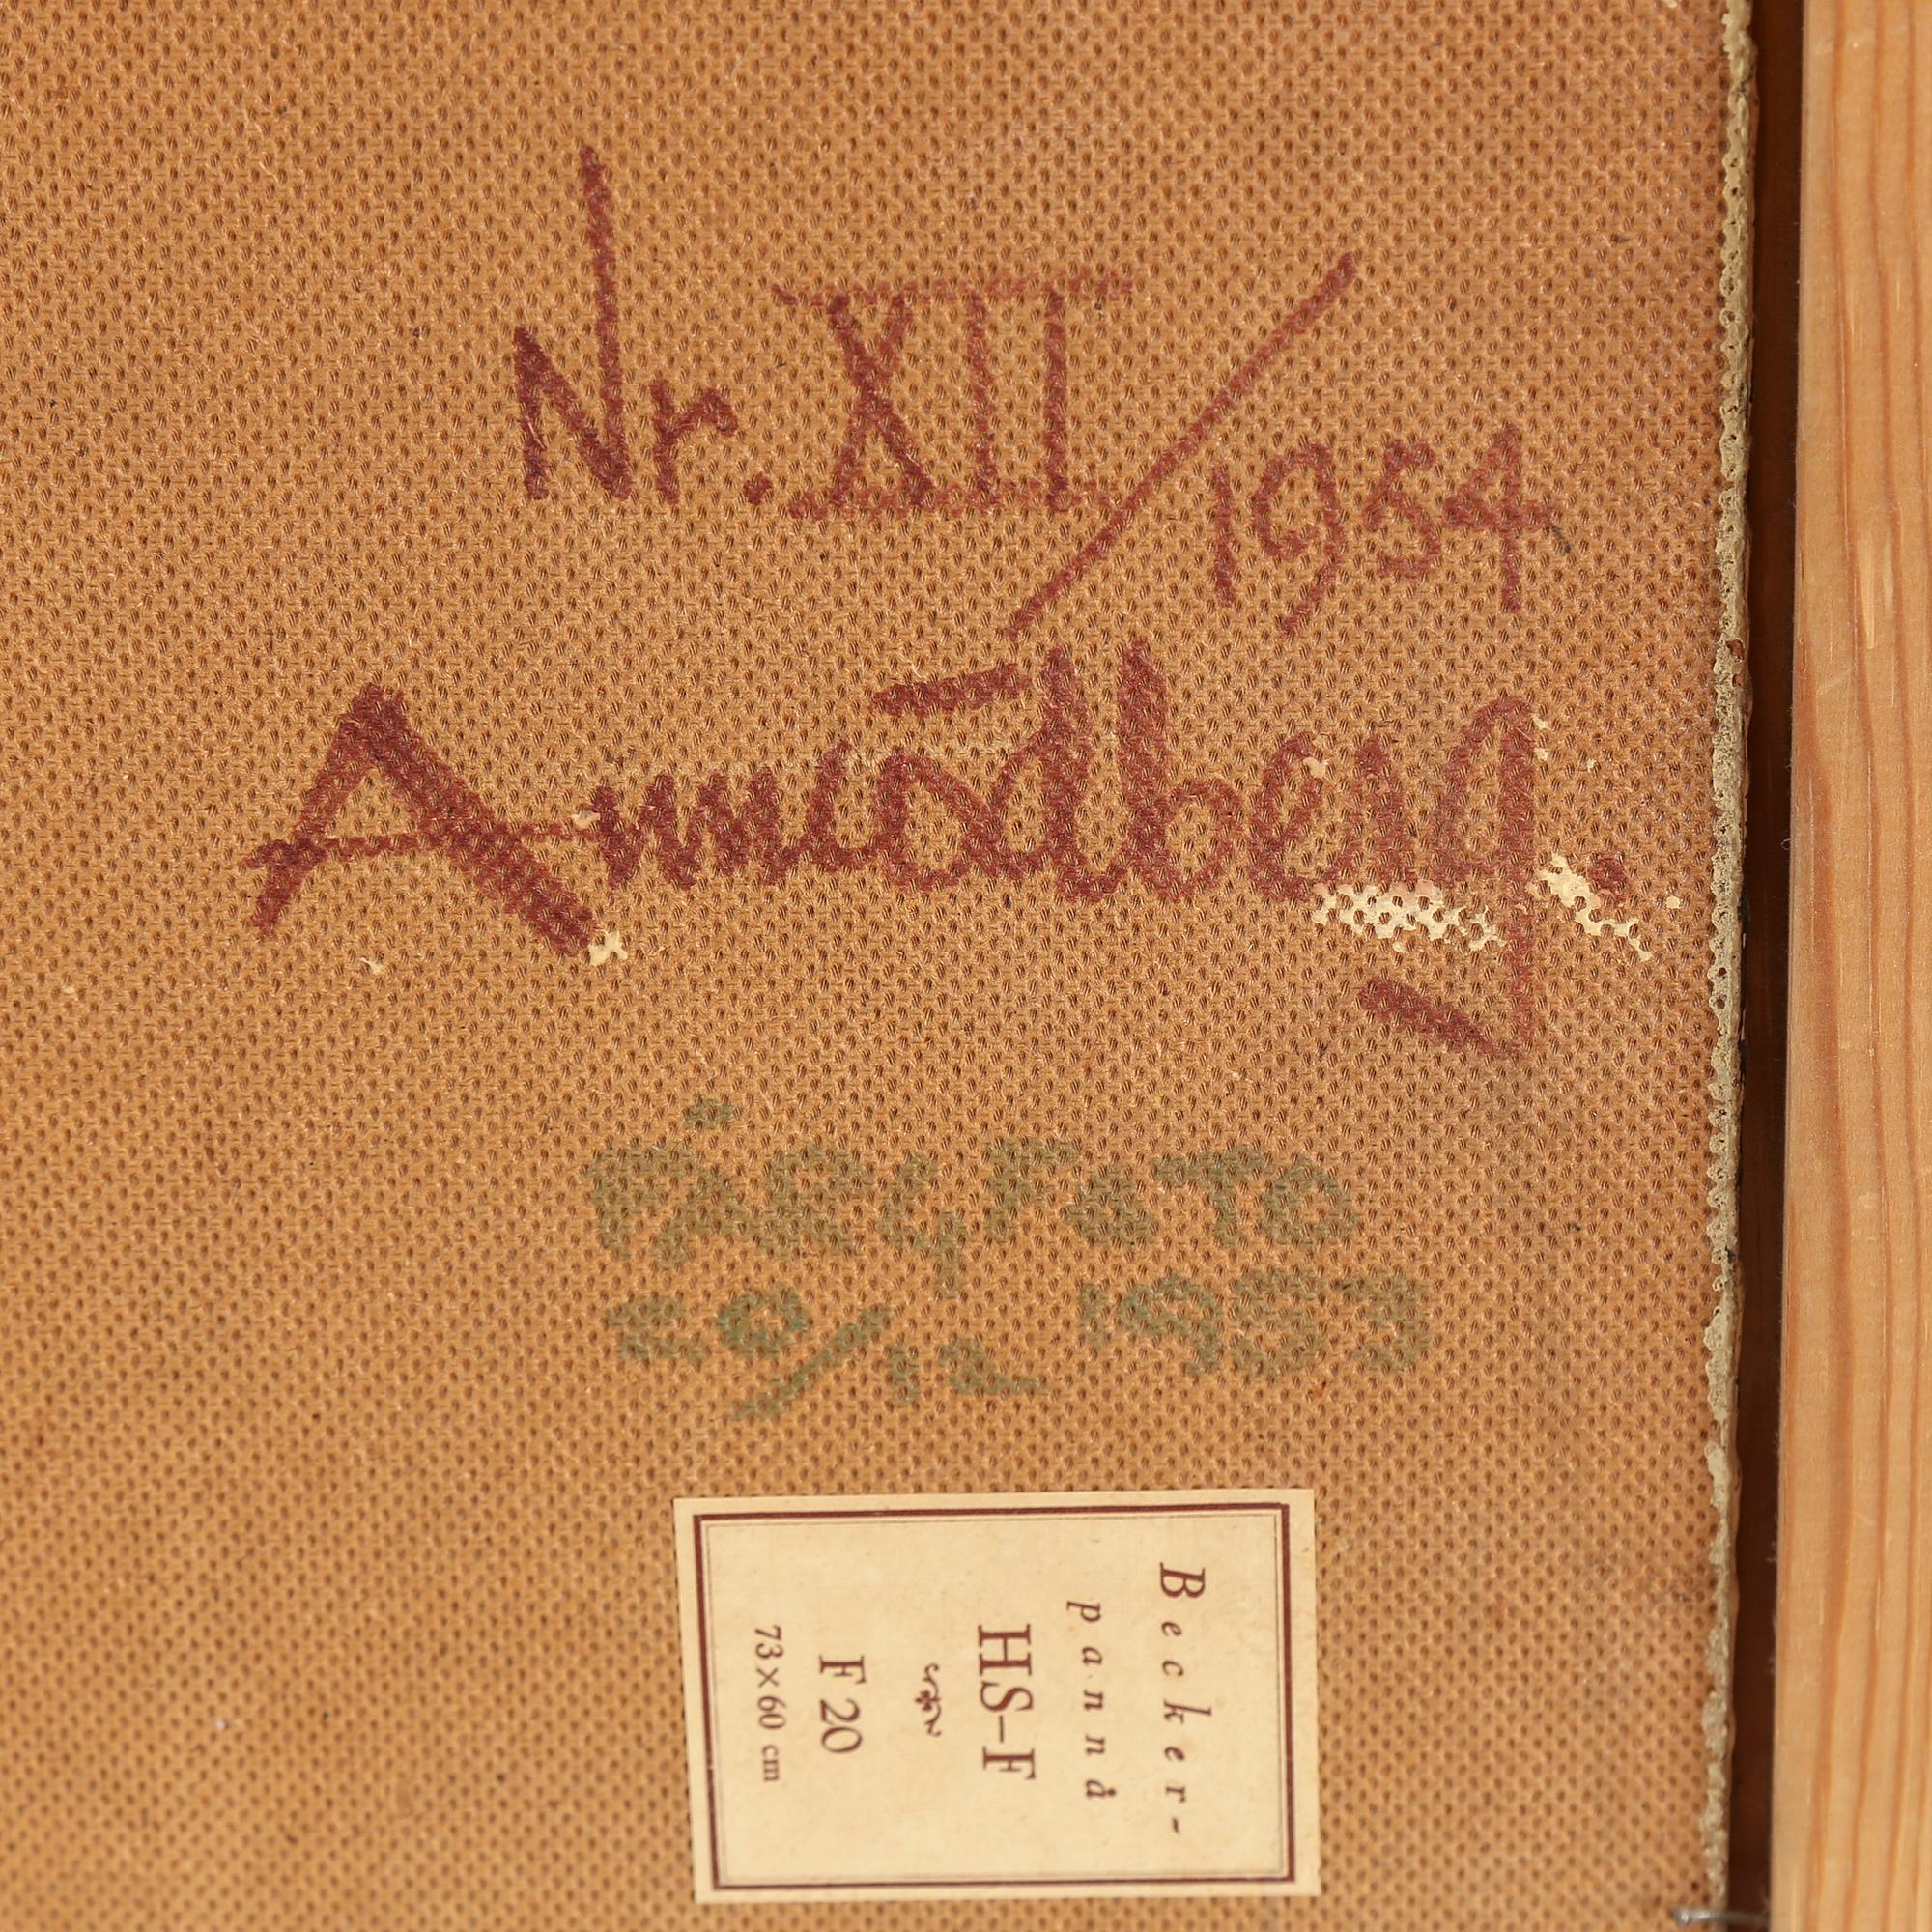 Nr. XII/1954
FÄRGFOTO
1953
Becker-
pannå
HS-F
F 20
73×60 cm